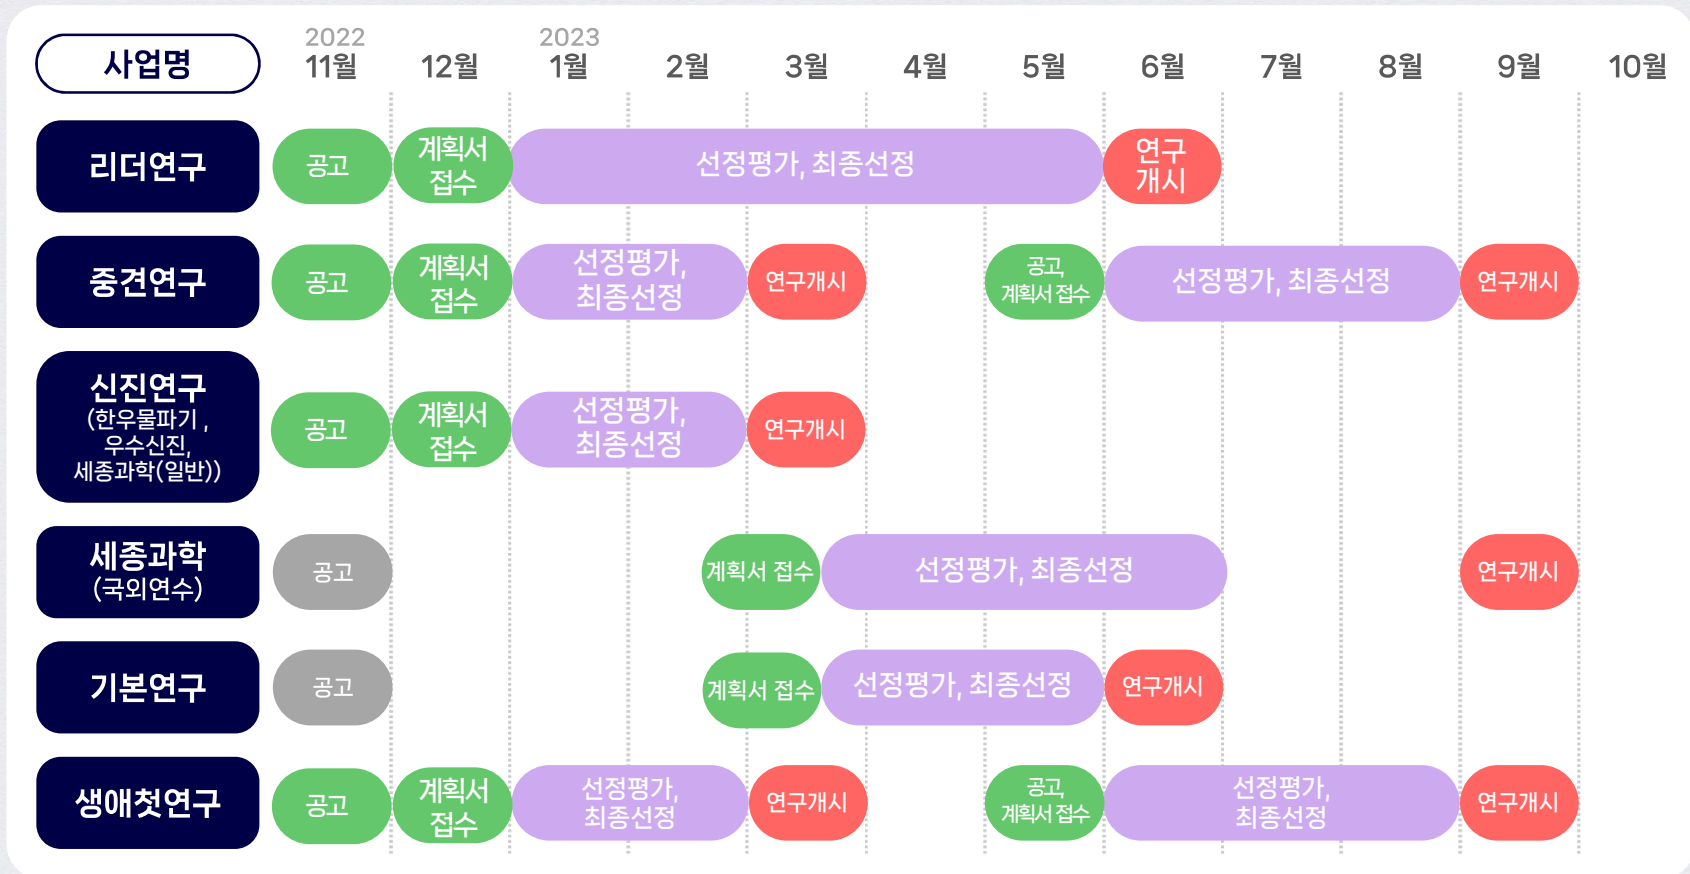 사업명
2022
11월
12월
2023
1월
2월
3월
4월
5월
6월
7월
8월
9월
10월
리더연구
공고
계획서
접수
선정평가, 최종선정
연구
개시
중견연구
공고
계획서
접수
선정평가,
최종선정
연구개시
공고,
계획서 접수
선정평가, 최종선정
연구개시
신진연구
(한우물파기 ,
우수신진,
세종과학(일반))
공고
계획서
접수
선정평가,
최종선정
연구개시
세종과학
(국외연수)
공고
계획서 접수
선정평가, 최종선정
연구개시
기본연구
공고
계획서 접수
선정평가, 최종선정
연구개시
생애첫연구
공고
계획서
접수
선정평가,
최종선정
연구개시
공고,
계획서 접수
선정평가,
최종선정
연구개시